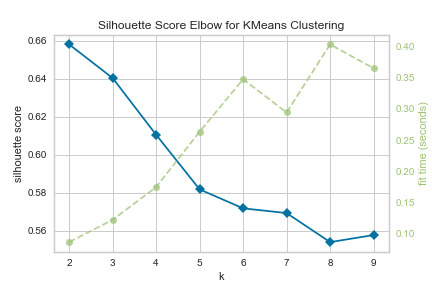 Silhouette Score Elbow for KMeans Clustering
silhouette score
0.66
0.64
0.62
0.60
0.58
0.56
2 3 4 5 6 7 8 9
k
0.40
0.35
0.30
0.25
0.20
0.15
0.10
fit time (seconds)